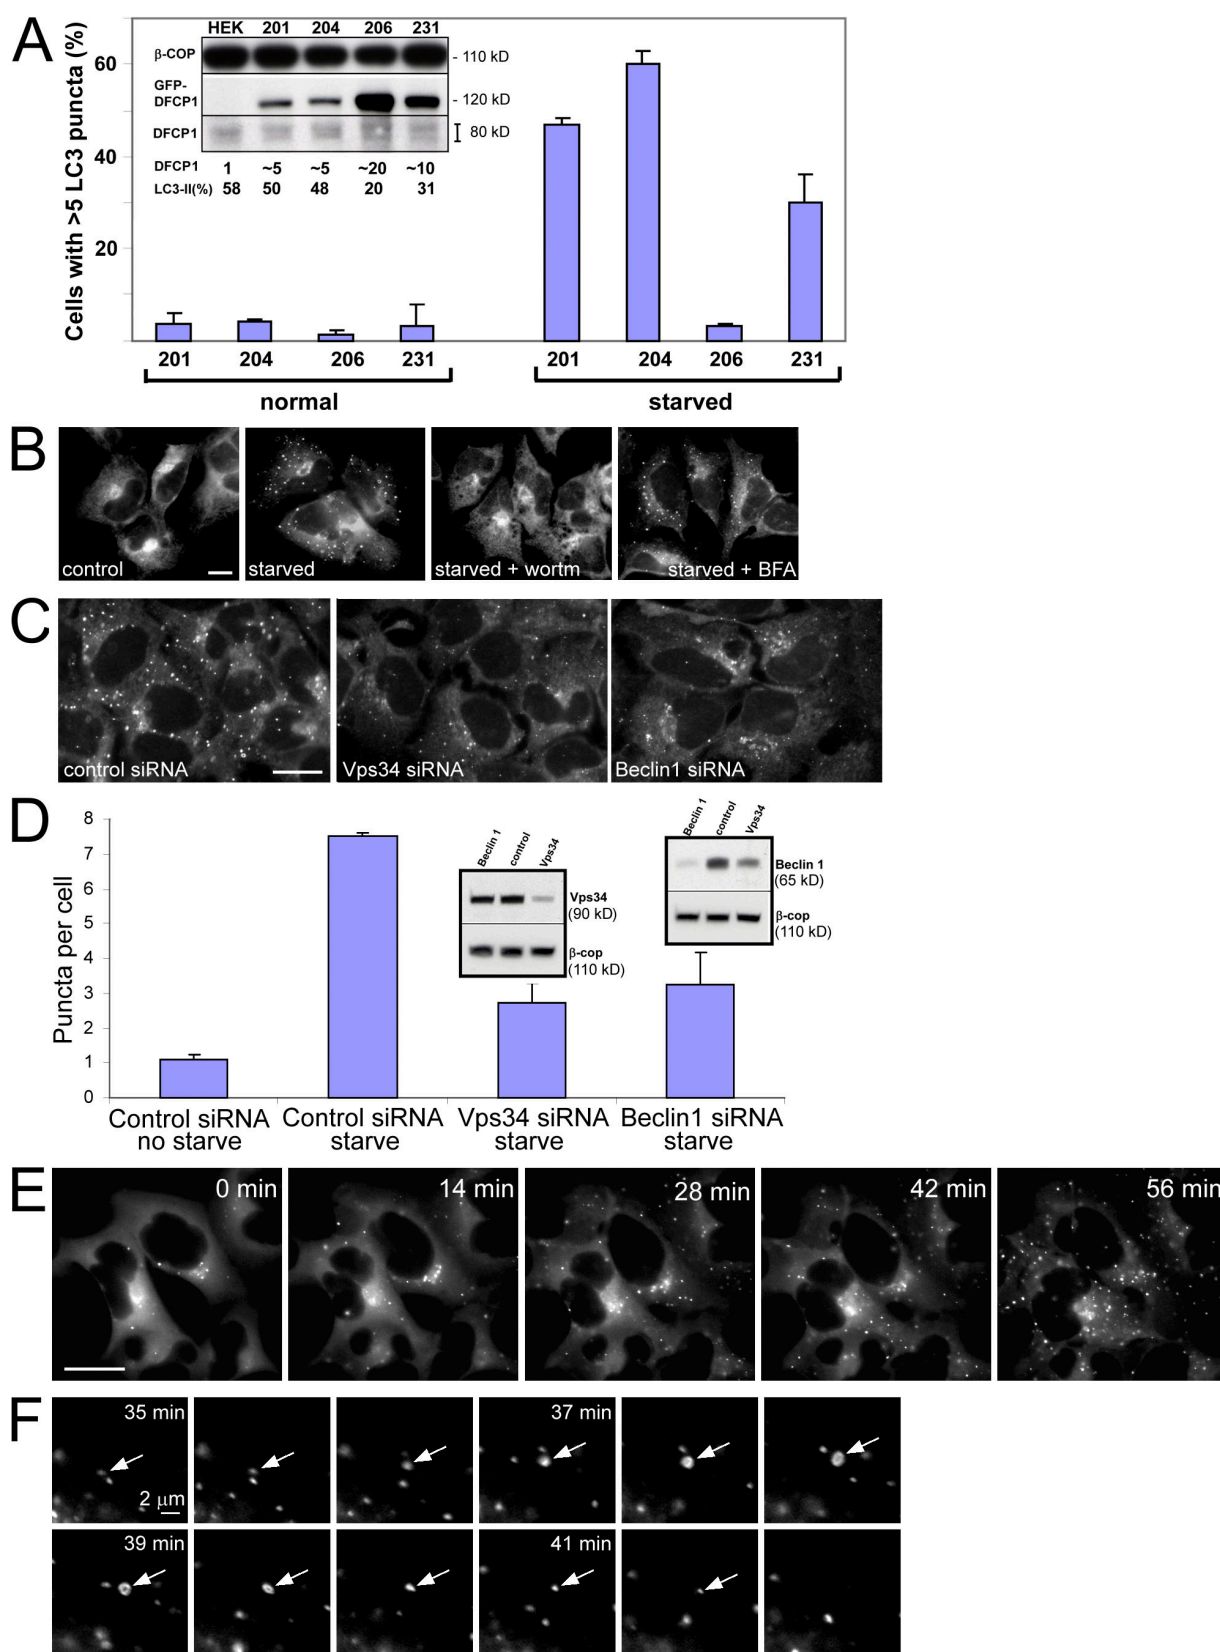 A
Cells with >5 LC3 puncta (%)
60
40
20
HEK 201 204 206 231
β-COP
- 110 kD
GFP-
DFCP1
- 120 kD
DFCP1
80 kD
DFCP1 1 ~5 ~5 ~20 ~10
LC3-II(%) 58 50 48 20 31
201 204 206 231 201 204 206 231
normal starved
B
control
starved
starved + wortm
starved + BFA
C
control siRNA
Vps34 siRNA
Beclin1 siRNA
D
Puncta per cell
8
7
6
5
4
3
2
1
0
Beclin 1 control Vps34
Vps34
(90 kD)
β-cop
(110 kD)
Beclin 1 control Vps34
Beclin 1
(65 kD)
β-cop
(110 kD)
Control siRNA
no starve
Control siRNA
starve
Vps34 siRNA
starve
Beclin1 siRNA
starve
E
0 min
14 min
28 min
42 min
56 min
F
35 min
2 μm
37 min
39 min
41 min